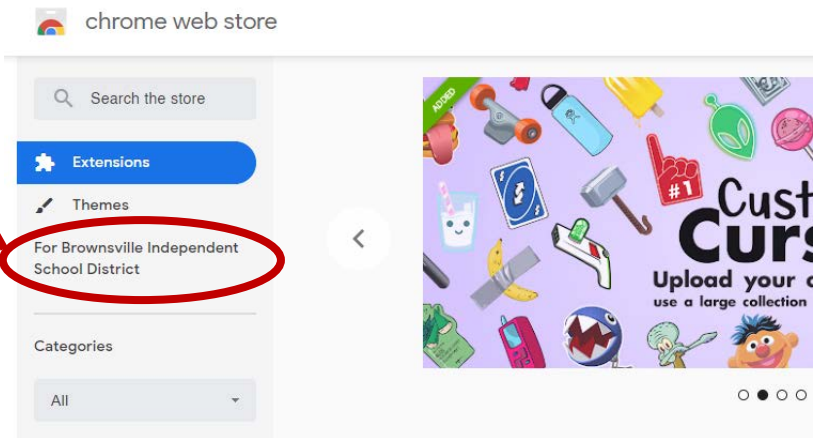 chrome web store
Search the store
Extensions
Themes
For Brownsville Independent
School District
Categories
All
ADDED
#1
Cust
Curs
Upload your
use a large collection